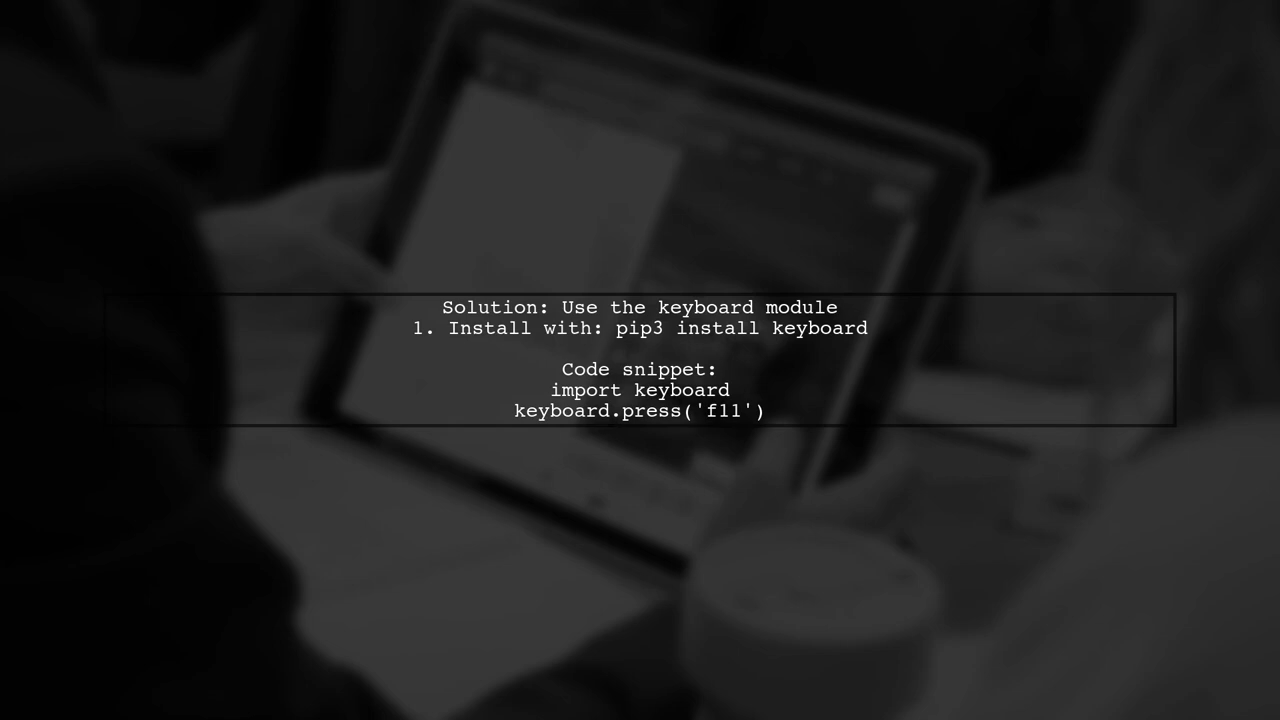 Solution: Use the keyboard module
1. Install with: pip3 install keyboard
Code snippet:
import keyboard
keyboard.press('f11')